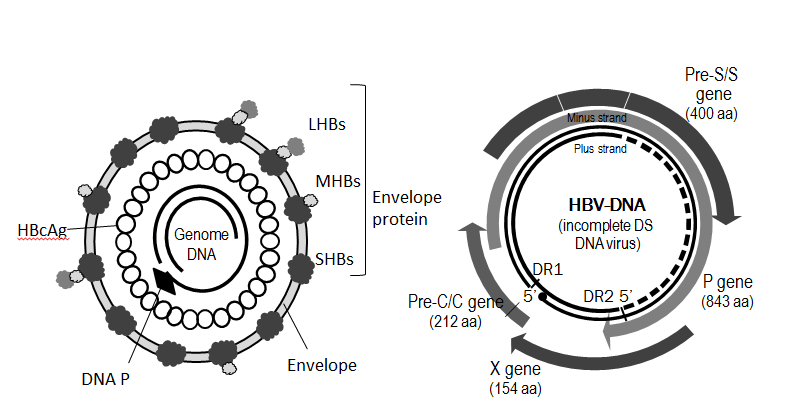 LHBs
MHBs
SHBs
Envelope
protein
HBcAg
Genome
DNA
DNA P
Envelope
Pre-S/S
gene
(400 aa)
Minus strand
Plus strand
HBV-DNA
(incomplete DS
DNA virus)
DR1
5’
DR2 5’
P gene
(843 aa)
Pre-C/C gene
(212 aa)
X gene
(154 aa)